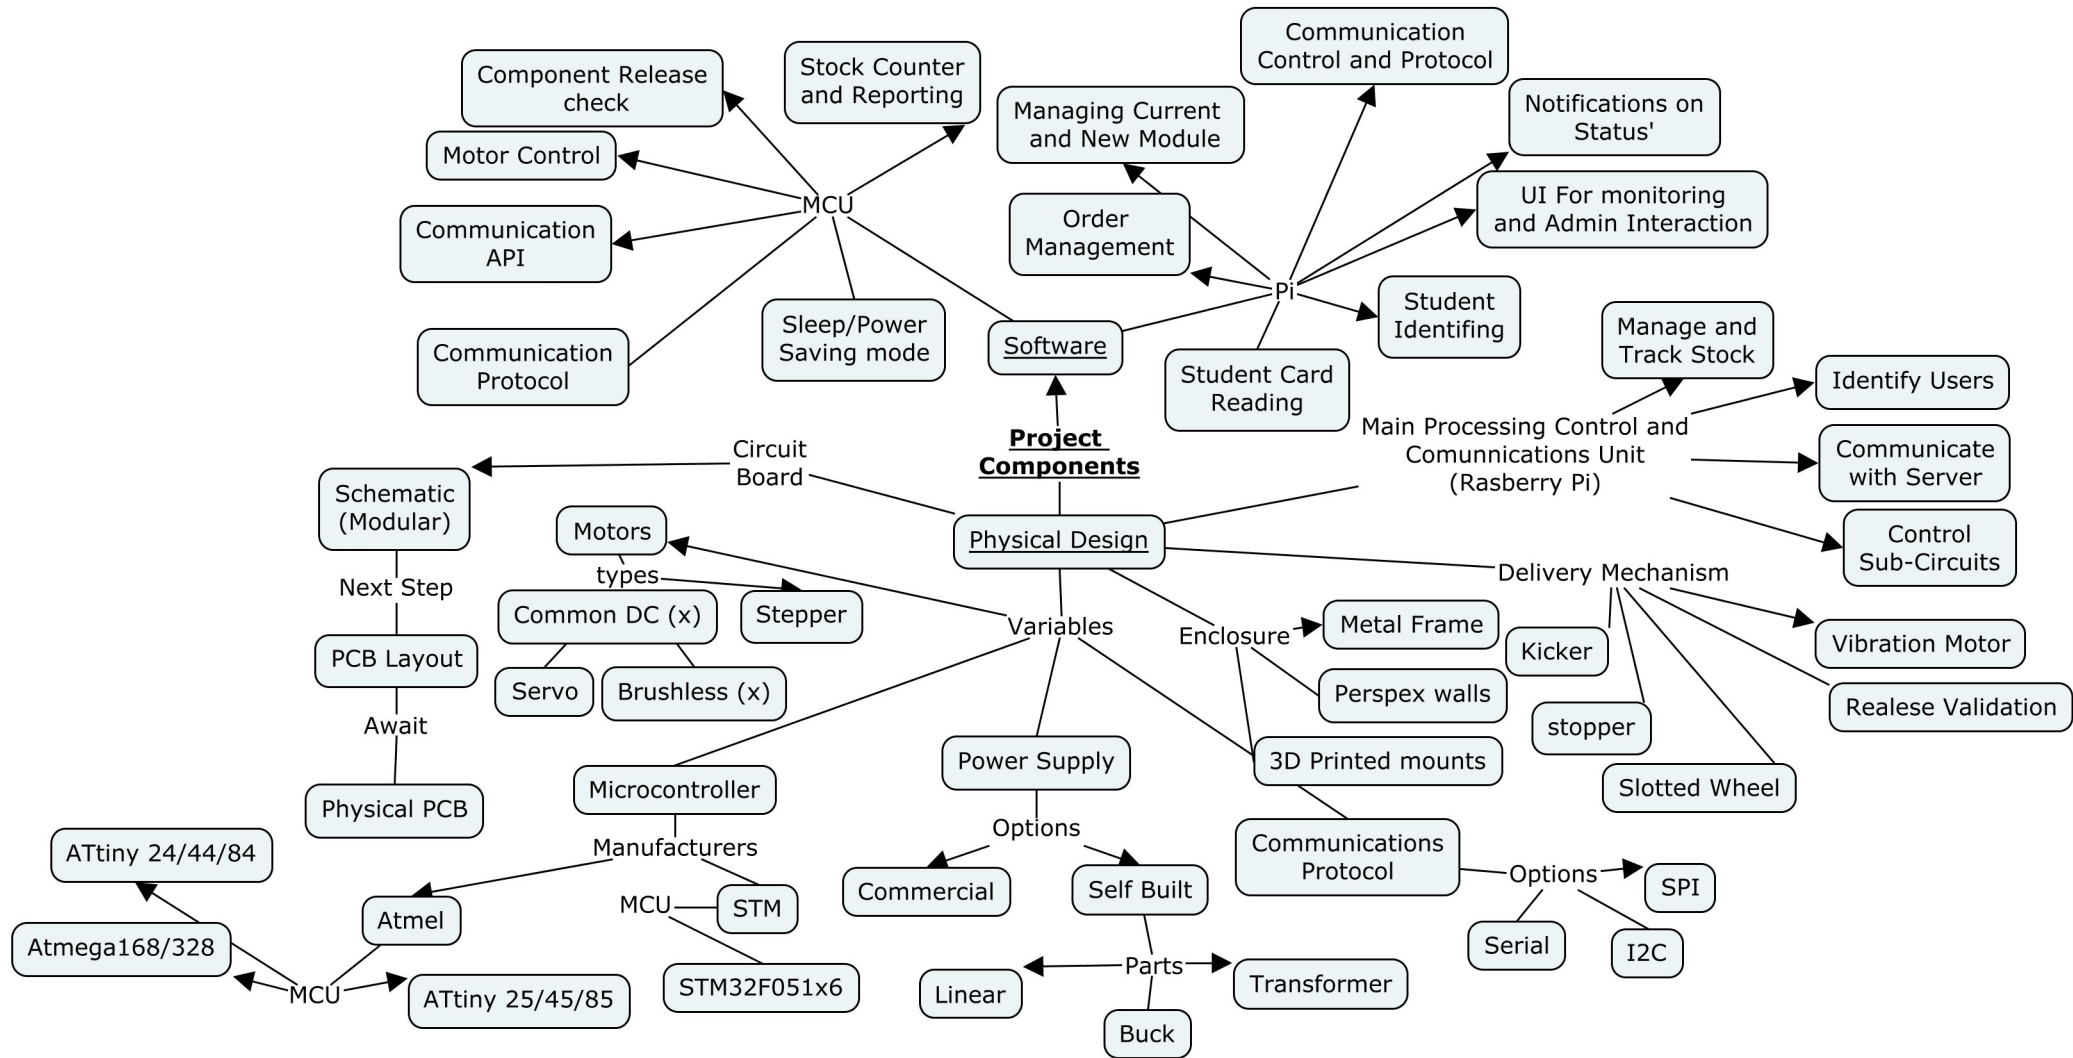 Communication
Control and Protocol
Component Release
check
Stock Counter
and Reporting
Managing Current
and New Module
Notifications on
Status'
Motor Control
MCU
UI For monitoring
and Admin Interaction
Order
Management
Communication
API
Pi
Student
Identifing
Sleep/Power
Saving mode
Software
Manage and
Track Stock
Communication
Protocol
Student Card
Reading
Identify Users
Project
Components
Main Processing Control and
Comunnications Unit
(Rasberry Pi)
Communicate
with Server
Circuit
Board
Schematic
(Modular)
Motors
Physical Design
Control
Sub-Circuits
Next Step
types
Delivery Mechanism
Common DC (x)
Stepper
Variables
Enclosure
Metal Frame
Kicker
Vibration Motor
PCB Layout
Servo
Brushless (x)
Perspex walls
Realese Validation
Await
stopper
Power Supply
3D Printed mounts
Slotted Wheel
Microcontroller
Physical PCB
Options
Manufacturers
Communications
Protocol
ATtiny 24/44/84
Commercial
Self Built
Options
SPI
Atmel
MCU
STM
Atmega168/328
Serial
I2C
Parts
STM32F051x6
Linear
Transformer
MCU
ATtiny 25/45/85
Buck